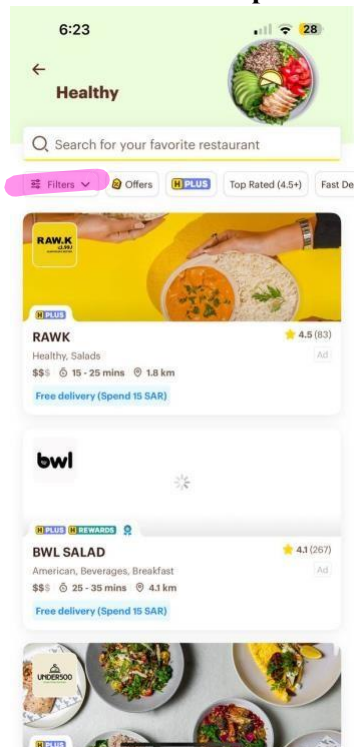 6:23
28
Healthy
Search for your favorite restaurant
Filters
Offers
H PLUS
Top Rated (4.5+)
Fast De
RAW.K
H PLUS
RAWK
4.5 (83)
Healthy, Salads
Ad
$$$ 15 - 25 mins 1.8 km
Free delivery (Spend 15 SAR)
bwl
H PLUS H REWARDS
BWL SALAD
4.1 (267)
American, Beverages, Breakfast
Ad
$$$ 25 - 35 mins 4.1 km
Free delivery (Spend 15 SAR)
UNDER500
H PLUS